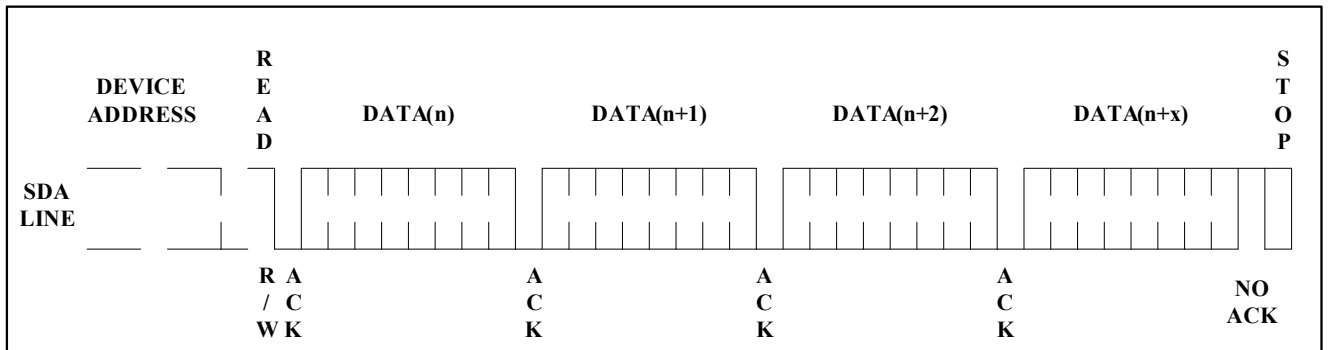 READ
STOP
DEVICE
ADDRESS
DATA(n)
DATA(n+1)
DATA(n+2)
DATA(n+x)
SDA
LINE
R/W
ACK
ACK
ACK
ACK
NO
ACK